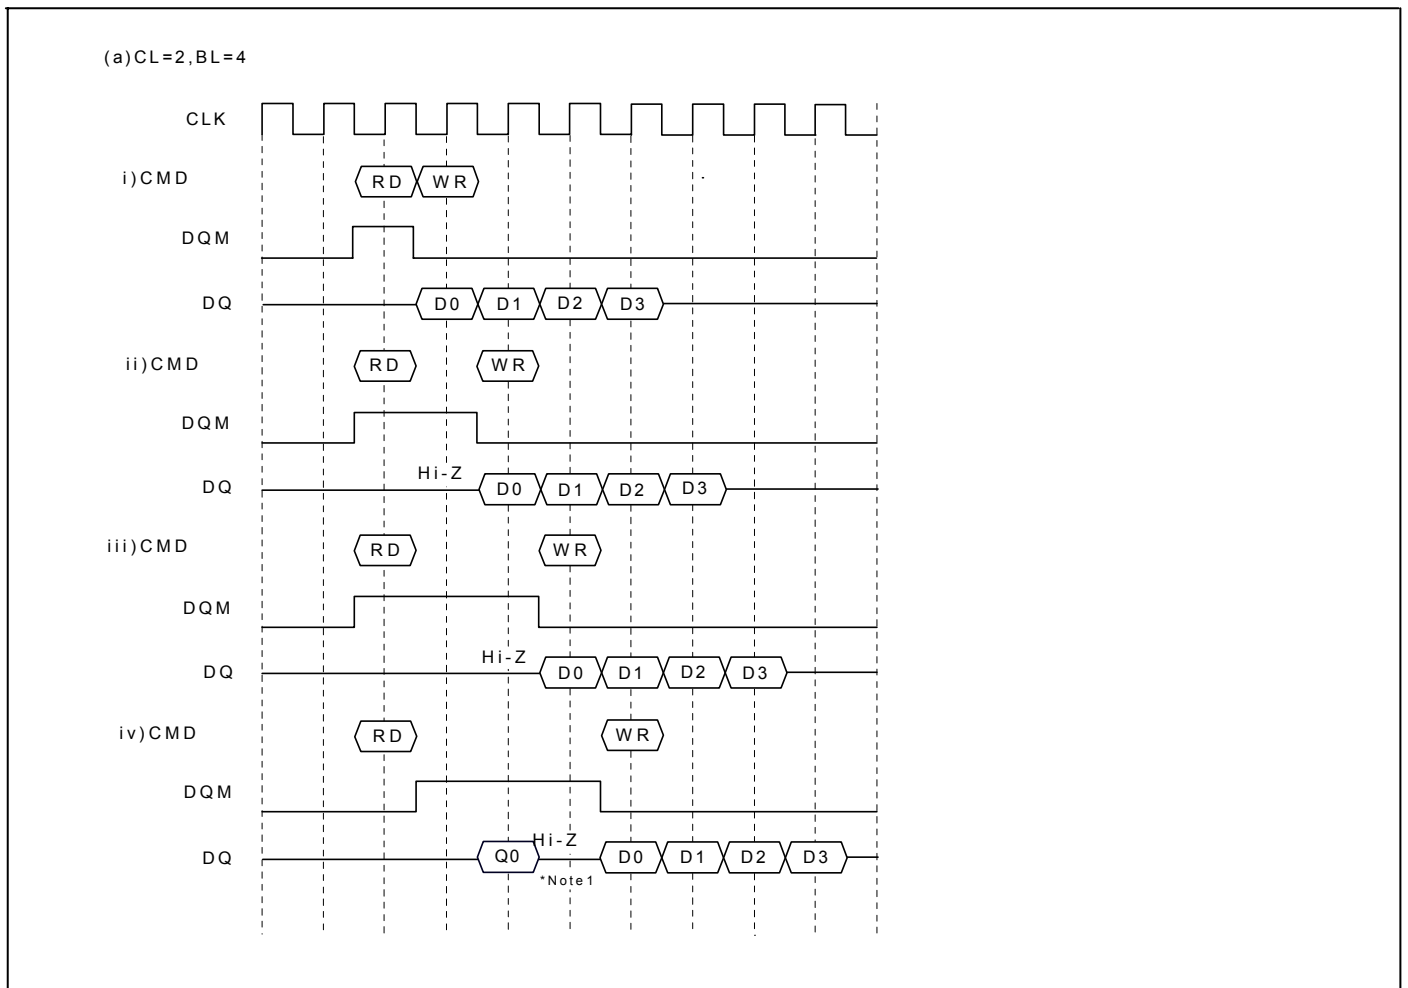 (a)CL=2,BL=4
CLK
i)CMD RD WR
DQM
DQ D0 D1 D2 D3
ii)CMD RD WR
DQM
Hi-Z
DQ D0 D1 D2 D3
iii)CMD RD WR
DQM
Hi-Z
DQ D0 D1 D2 D3
iv)CMD RD WR
DQM
Hi-Z
DQ Q0 D0 D1 D2 D3
*Note1